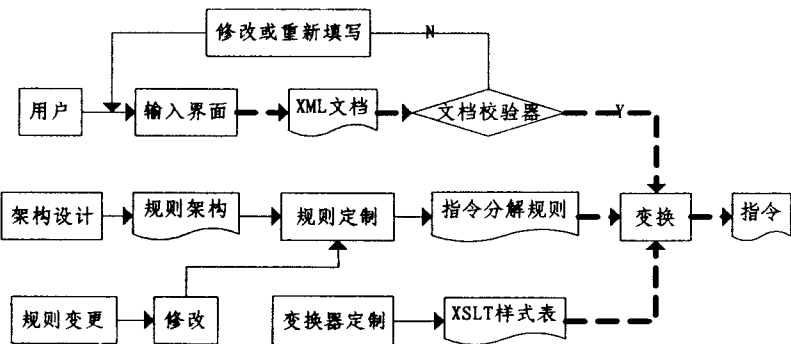 修改或重新填写
N
用户
输入界面
XML文档
文档校验器
Y
架构设计
规则架构
规则定制
指令分解规则
变换
指令
规则变更
修改
变换器定制
XSLT样式表